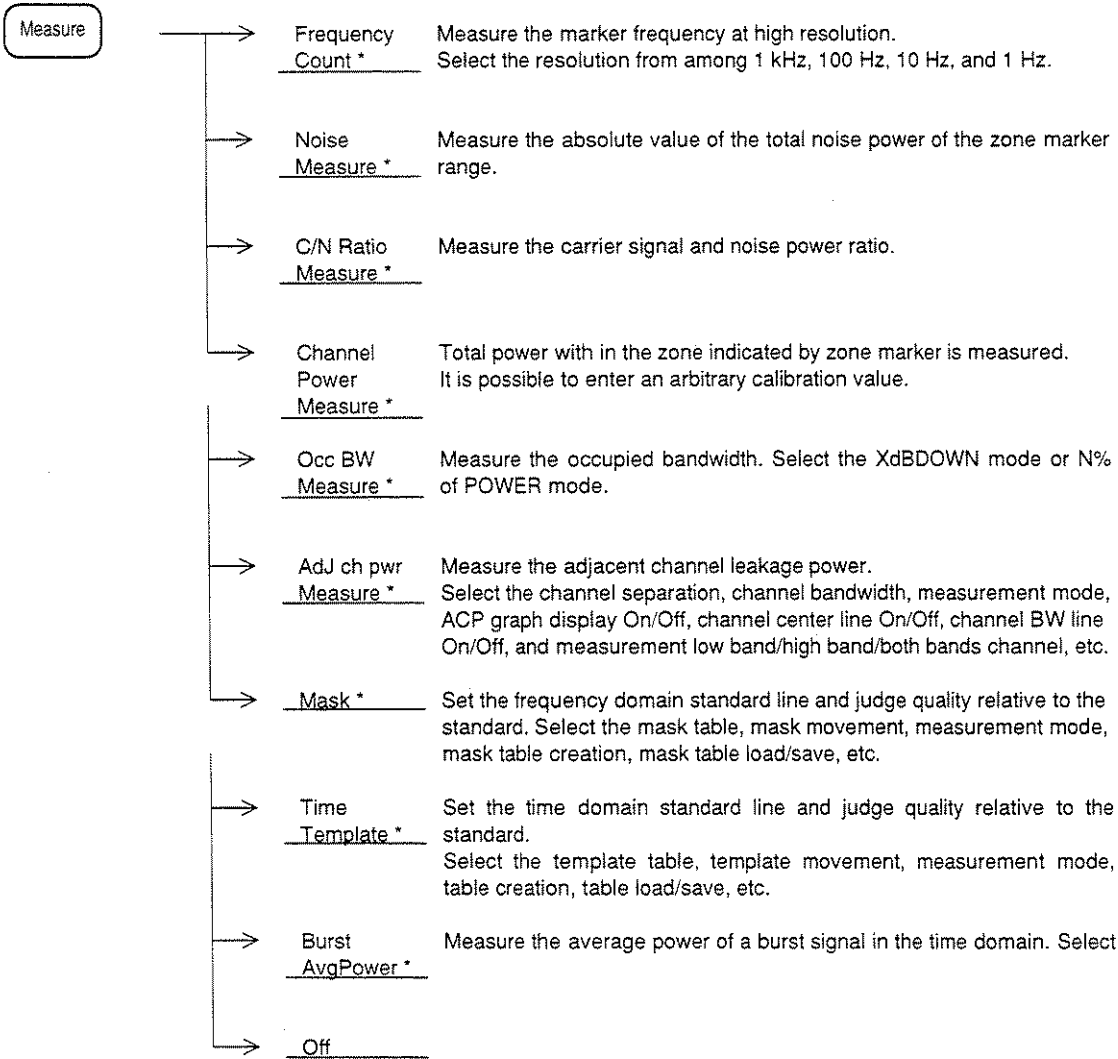 Measure
Frequency Measure the marker frequency at high resolution.
Count * Select the resolution from among 1 kHz, 100 Hz, 10 Hz, and 1 Hz.
Noise Measure the absolute value of the total noise power of the zone marker
Measure * range.
C/N Ratio Measure the carrier signal and noise power ratio.
Measure *
Channel Total power with in the zone indicated by zone marker is measured.
Power It is possible to enter an arbitrary calibration value.
Measure *
Occ BW Measure the occupied bandwidth. Select the XdBDOWN mode or N%
Measure * of POWER mode.
AdJ ch pwr Measure the adjacent channel leakage power.
Measure * Select the channel separation, channel bandwidth, measurement mode,
ACP graph display On/Off, channel center line On/Off, channel BW line
On/Off, and measurement low band/high band/both bands channel, etc.
Mask * Set the frequency domain standard line and judge quality relative to the
standard. Select the mask table, mask movement, measurement mode,
mask table creation, mask table load/save, etc.
Time Set the time domain standard line and judge quality relative to the
Template * standard.
Select the template table, template movement, measurement mode,
table creation, table load/save, etc.
Burst Measure the average power of a burst signal in the time domain. Select
AvgPower *
Off